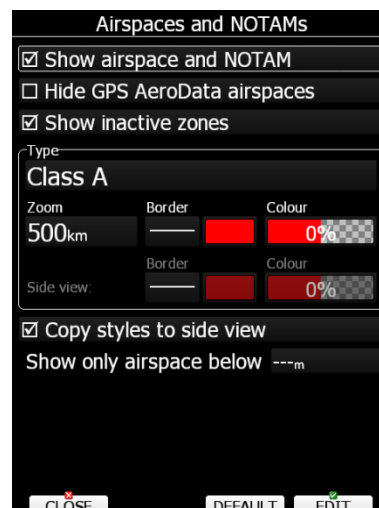 Airspaces and NOTAMs
Show airspace and NOTAM
Hide GPS AeroData airspaces
Show inactive zones
Type
Class A
Zoom Border Colour
500km 0%
Border Colour
Side view: 0%
Copy styles to side view
Show only airspace below ---m
CLOSE DEFAULT EDIT